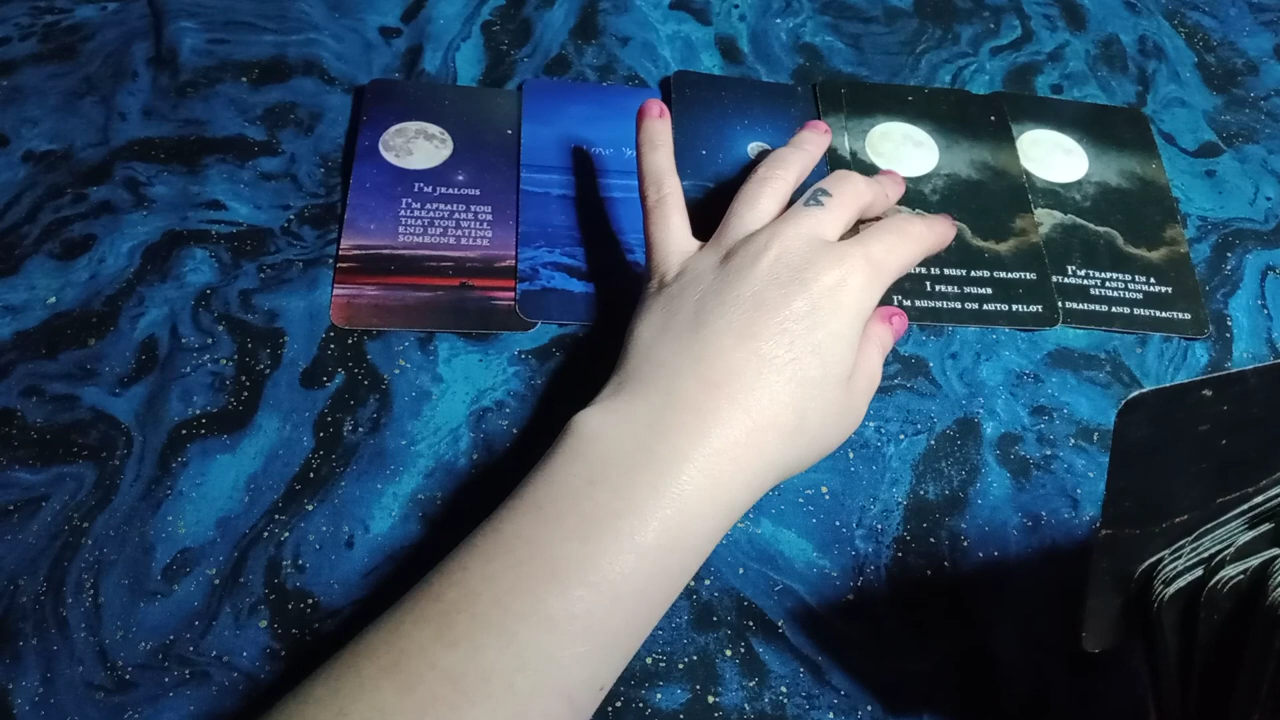 I'M JEALOUS
I'M AFRAID YOU
ALREADY ARE OR
THAT YOU WILL
END UP DATING
SOMEONE ELSE
Love
IS BUSY AND CHAOTIC
I FEEL NUMB
I'M RUNNING ON AUTO PILOT
I'M TRAPPED IN A
STAGNANT AND UNHAPPY
SITUATION
DRAINED AND DISTRACTED